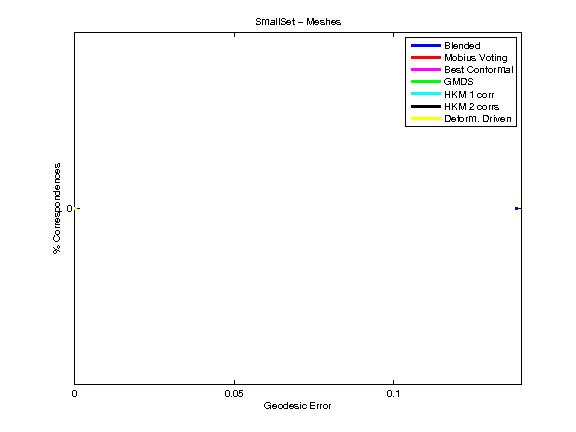 SmallSet – Meshes
Blended
Mobius Voting
Best Conformal
GMDS
HKM 1 corr
HKM 2 corrs
Deform. Driven
% Correspondences
0
0
0.05
0.1
Geodesic Error